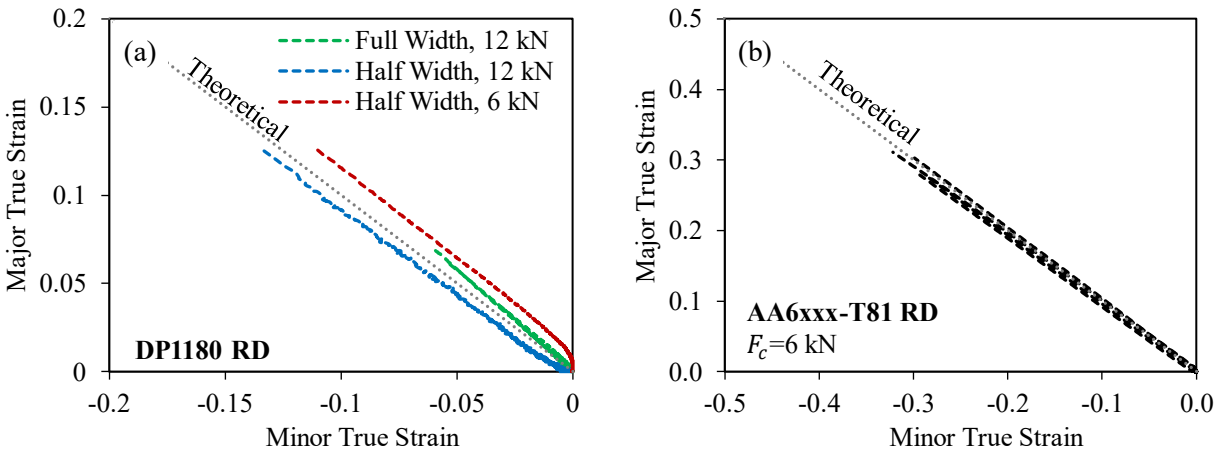 (a)
Full Width, 12 kN
Half Width, 12 kN
Half Width, 6 kN
Theoretical
DP1180 RD
Major True Strain
0.2
0.15
0.1
0.05
0
-0.2
-0.15
-0.1
-0.05
0
Minor True Strain
(b)
Theoretical
AA6xxx-T81 RD
F_c=6 kN
Major True Strain
0.5
0.4
0.3
0.2
0.1
0.0
-0.5
-0.4
-0.3
-0.2
-0.1
0.0
Minor True Strain